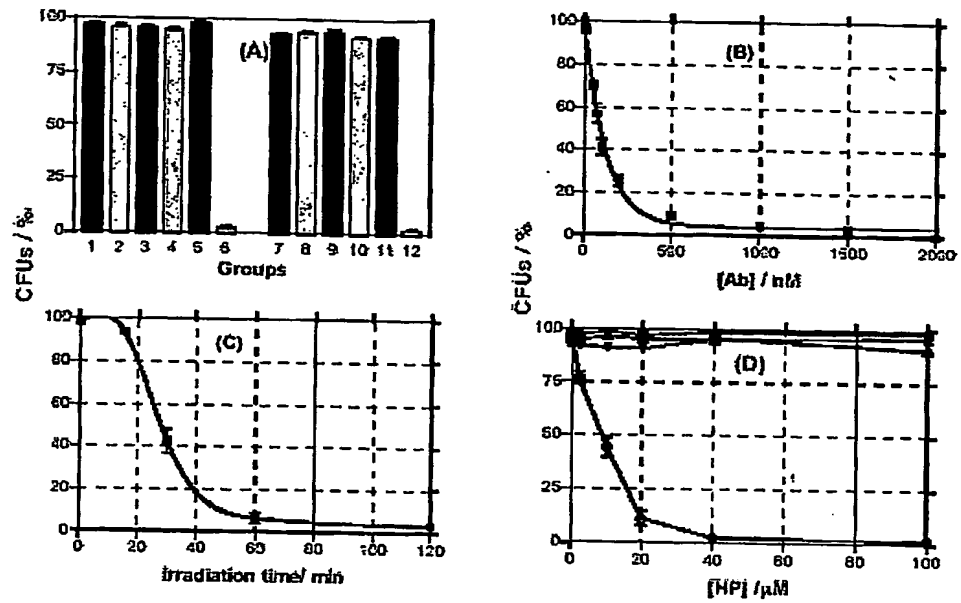 (A)
100
75
50
25
0
1 2 3 4 5 6 7 8 9 10 11 12
Groups
CFUs / %
(B)
100
80
60
40
20
0
0 500 1000 1500 2000
[Ab] / nM
CFUs / %
(C)
100
80
60
40
20
0
0 20 40 60 80 100 120
irradiation time/ min
(D)
100
75
50
25
0
0 20 40 60 80 100
[HP] /µM